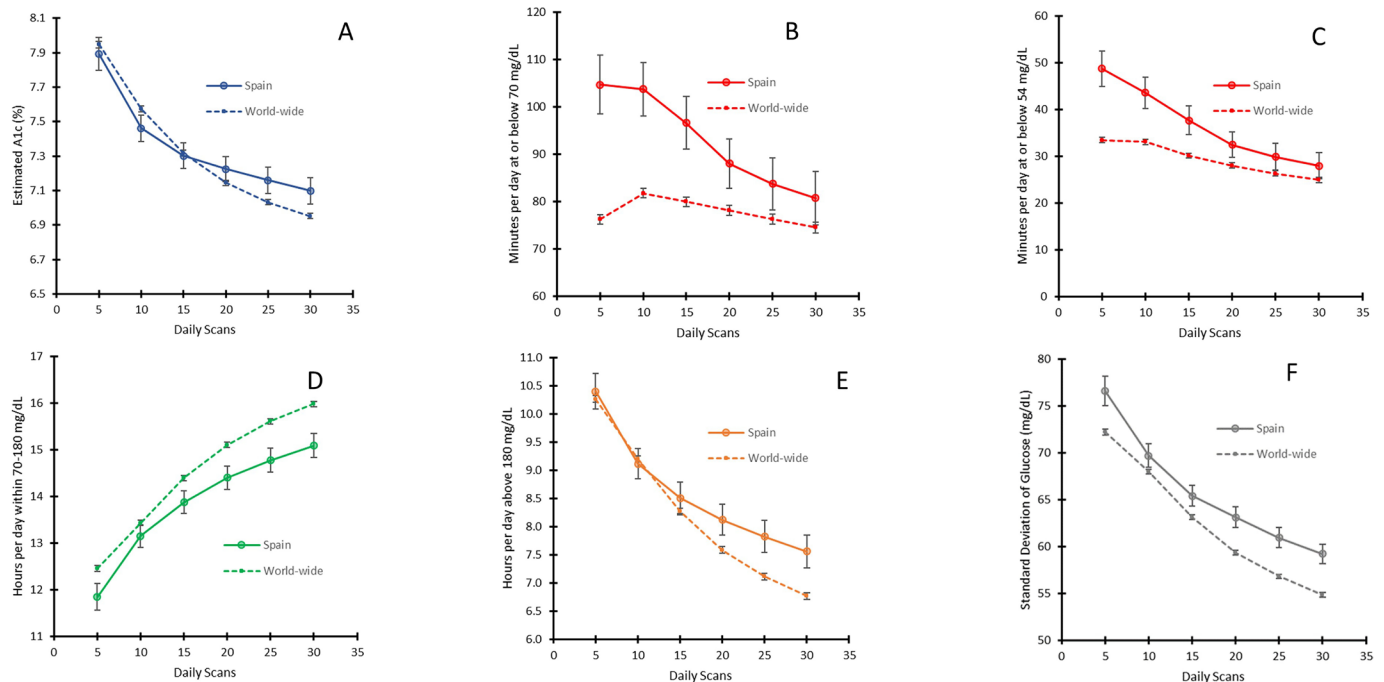 A
Estimated A1c (%)
8.1
7.9
7.7
7.5
7.3
7.1
6.9
6.7
6.5
0 5 10 15 20 25 30 35
Daily Scans
Spain
World-wide
B
Minutes per day at or below 70 mg/dL
120
110
100
90
80
70
60
0 5 10 15 20 25 30 35
Daily Scans
Spain
World-wide
C
Minutes per day at or below 54 mg/dL
60
50
40
30
20
10
0
0 5 10 15 20 25 30 35
Daily Scans
Spain
World-wide
D
Hours per day within 70-180 mg/dL
17
16
15
14
13
12
11
0 5 10 15 20 25 30 35
Daily Scans
Spain
World-wide
E
Hours per day above 180 mg/dL
11.0
10.5
10.0
9.5
9.0
8.5
8.0
7.5
7.0
6.5
6.0
0 5 10 15 20 25 30 35
Daily Scans
Spain
World-wide
F
Standard Deviation of Glucose (mg/dL)
80
75
70
65
60
55
50
0 5 10 15 20 25 30 35
Daily Scans
Spain
World-wide